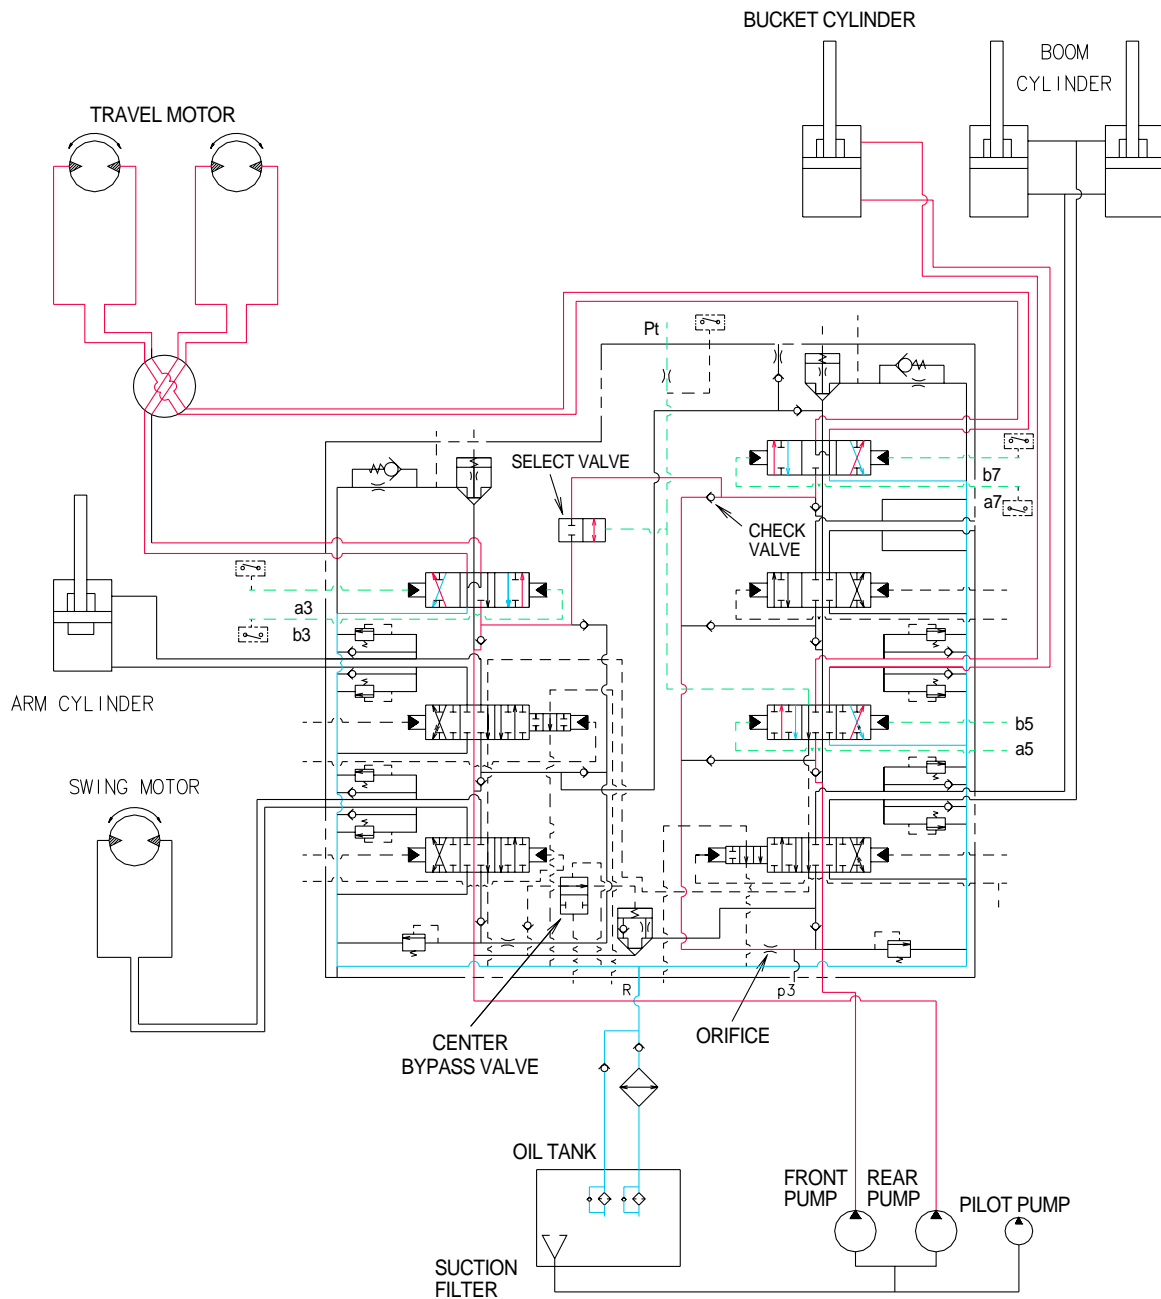 BUCKET CYLINDER
BOOM
CYLINDER
TRAVEL MOTOR
Pt
SELECT VALVE
b7
a7
CHECK
VALVE
a3
b3
ARM CYLINDER
b5
a5
SWING MOTOR
R
p3
CENTER
BYPASS VALVE
ORIFICE
OIL TANK
FRONT
PUMP
REAR
PUMP
PILOT PUMP
SUCTION
FILTER